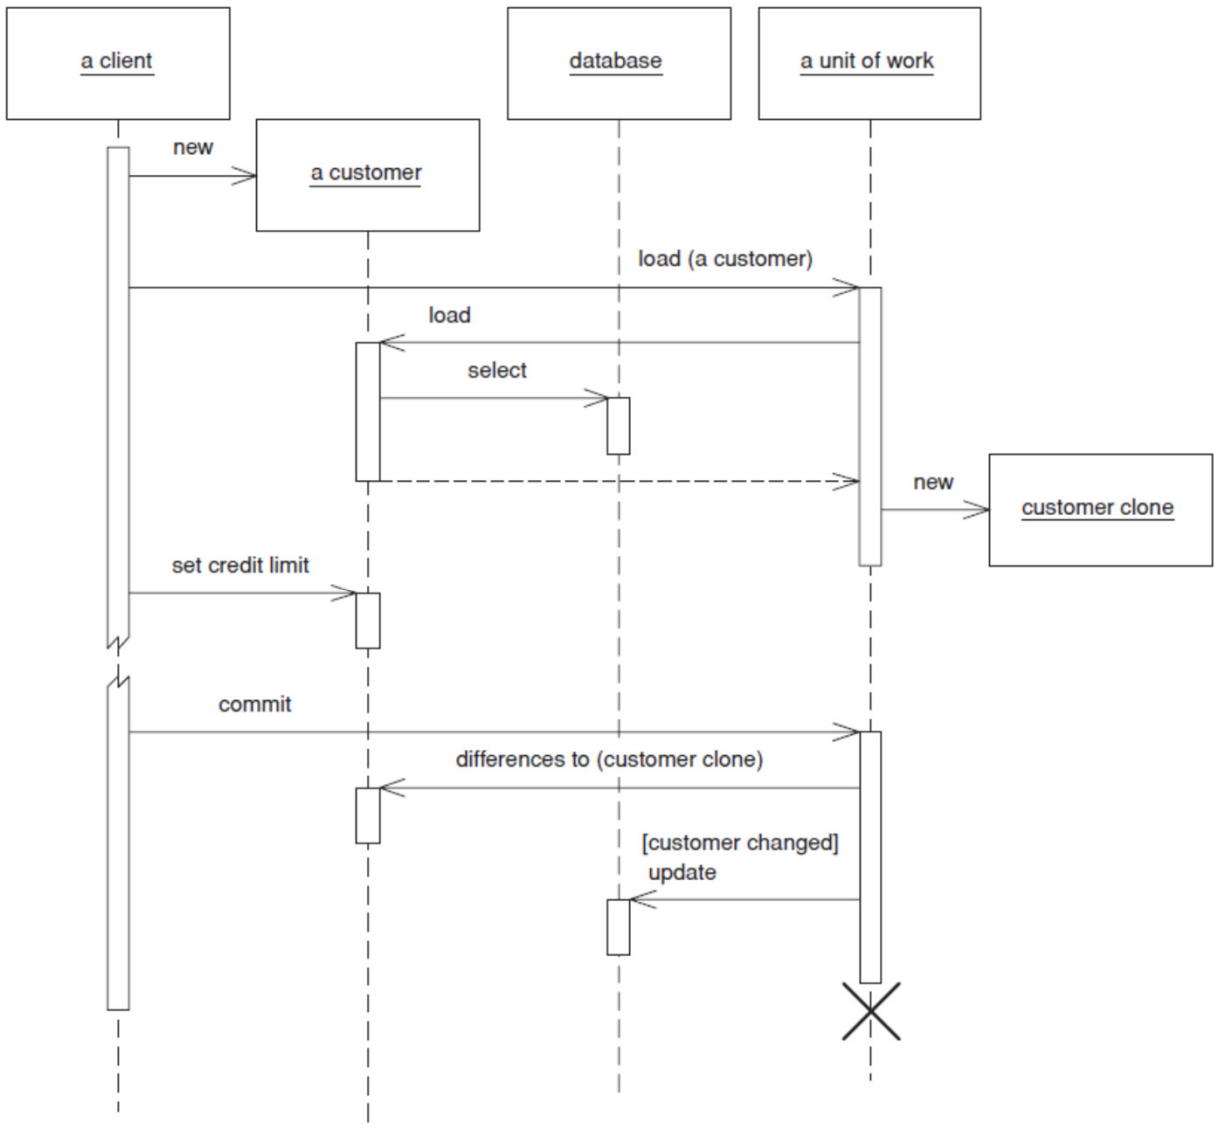 a client
database
a unit of work
new
a customer
load (a customer)
load
select
new
customer clone
set credit limit
commit
differences to (customer clone)
[customer changed]
update